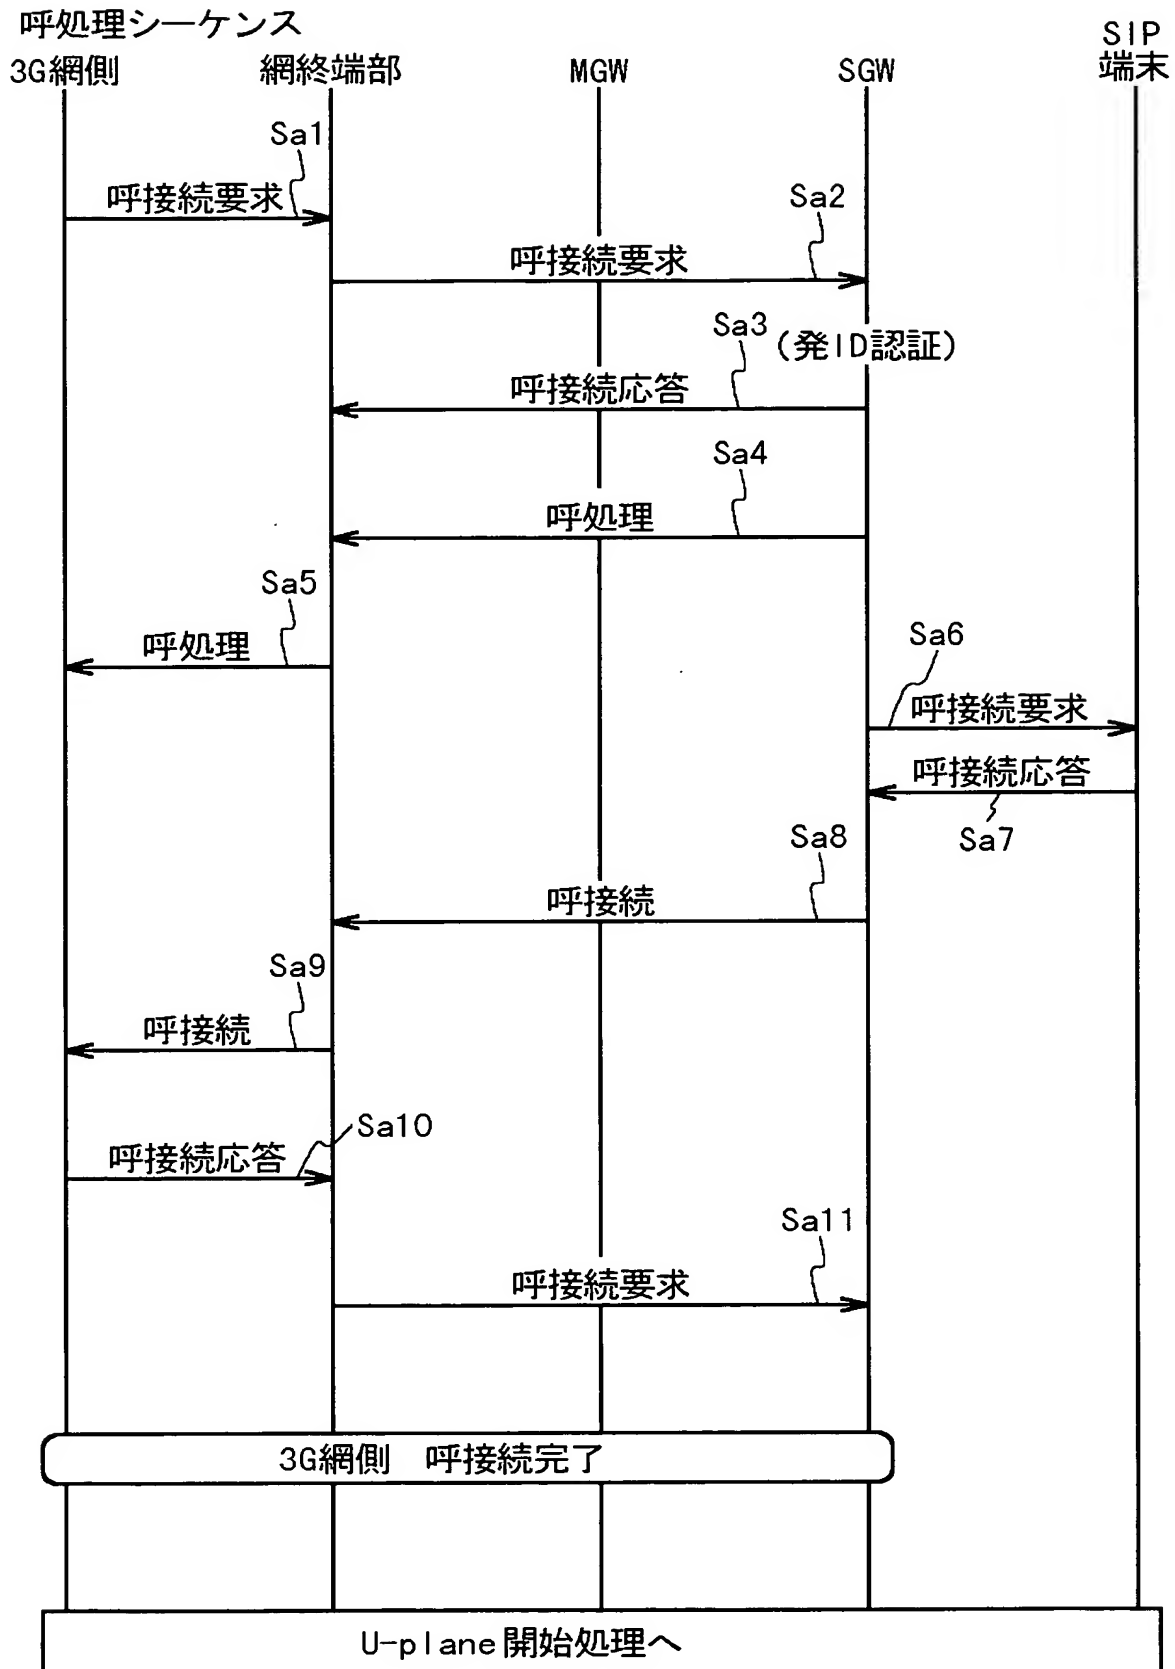 呼処理シーケンス
3G網側
網終端部
MGW
SGW
SIP
端末
Sa1
呼接続要求
Sa2
呼接続要求
Sa3
(発ID認証)
呼接続応答
Sa4
呼処理
Sa5
呼処理
Sa6
呼接続要求
呼接続応答
Sa7
Sa8
呼接続
Sa9
呼接続
Sa10
呼接続応答
Sa11
呼接続要求
3G網側 呼接続完了
U-plane開始処理へ